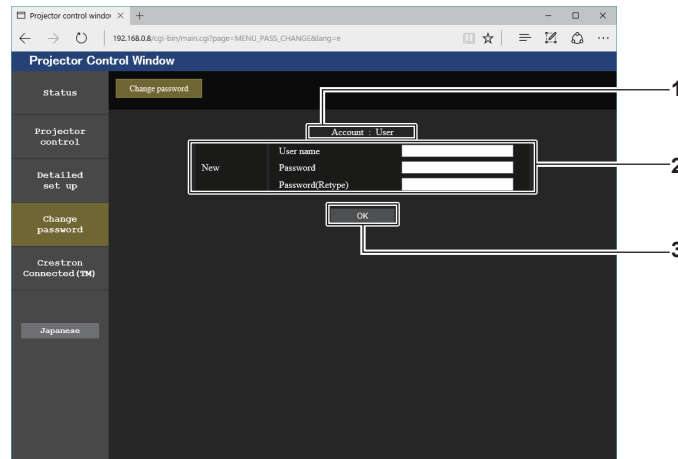 Projector control windov
192.168.0.8/cgi-bin/main.cgi?page=MENU_PASS_CHANGE&lang=e
Projector Control Window
Status
Change password
1
Projector
control
Account : User
User name
New
Password
2
Password(Retype)
Detailed
set up
OK
Change
password
3
Crestron
Connected(TM)
Japanese